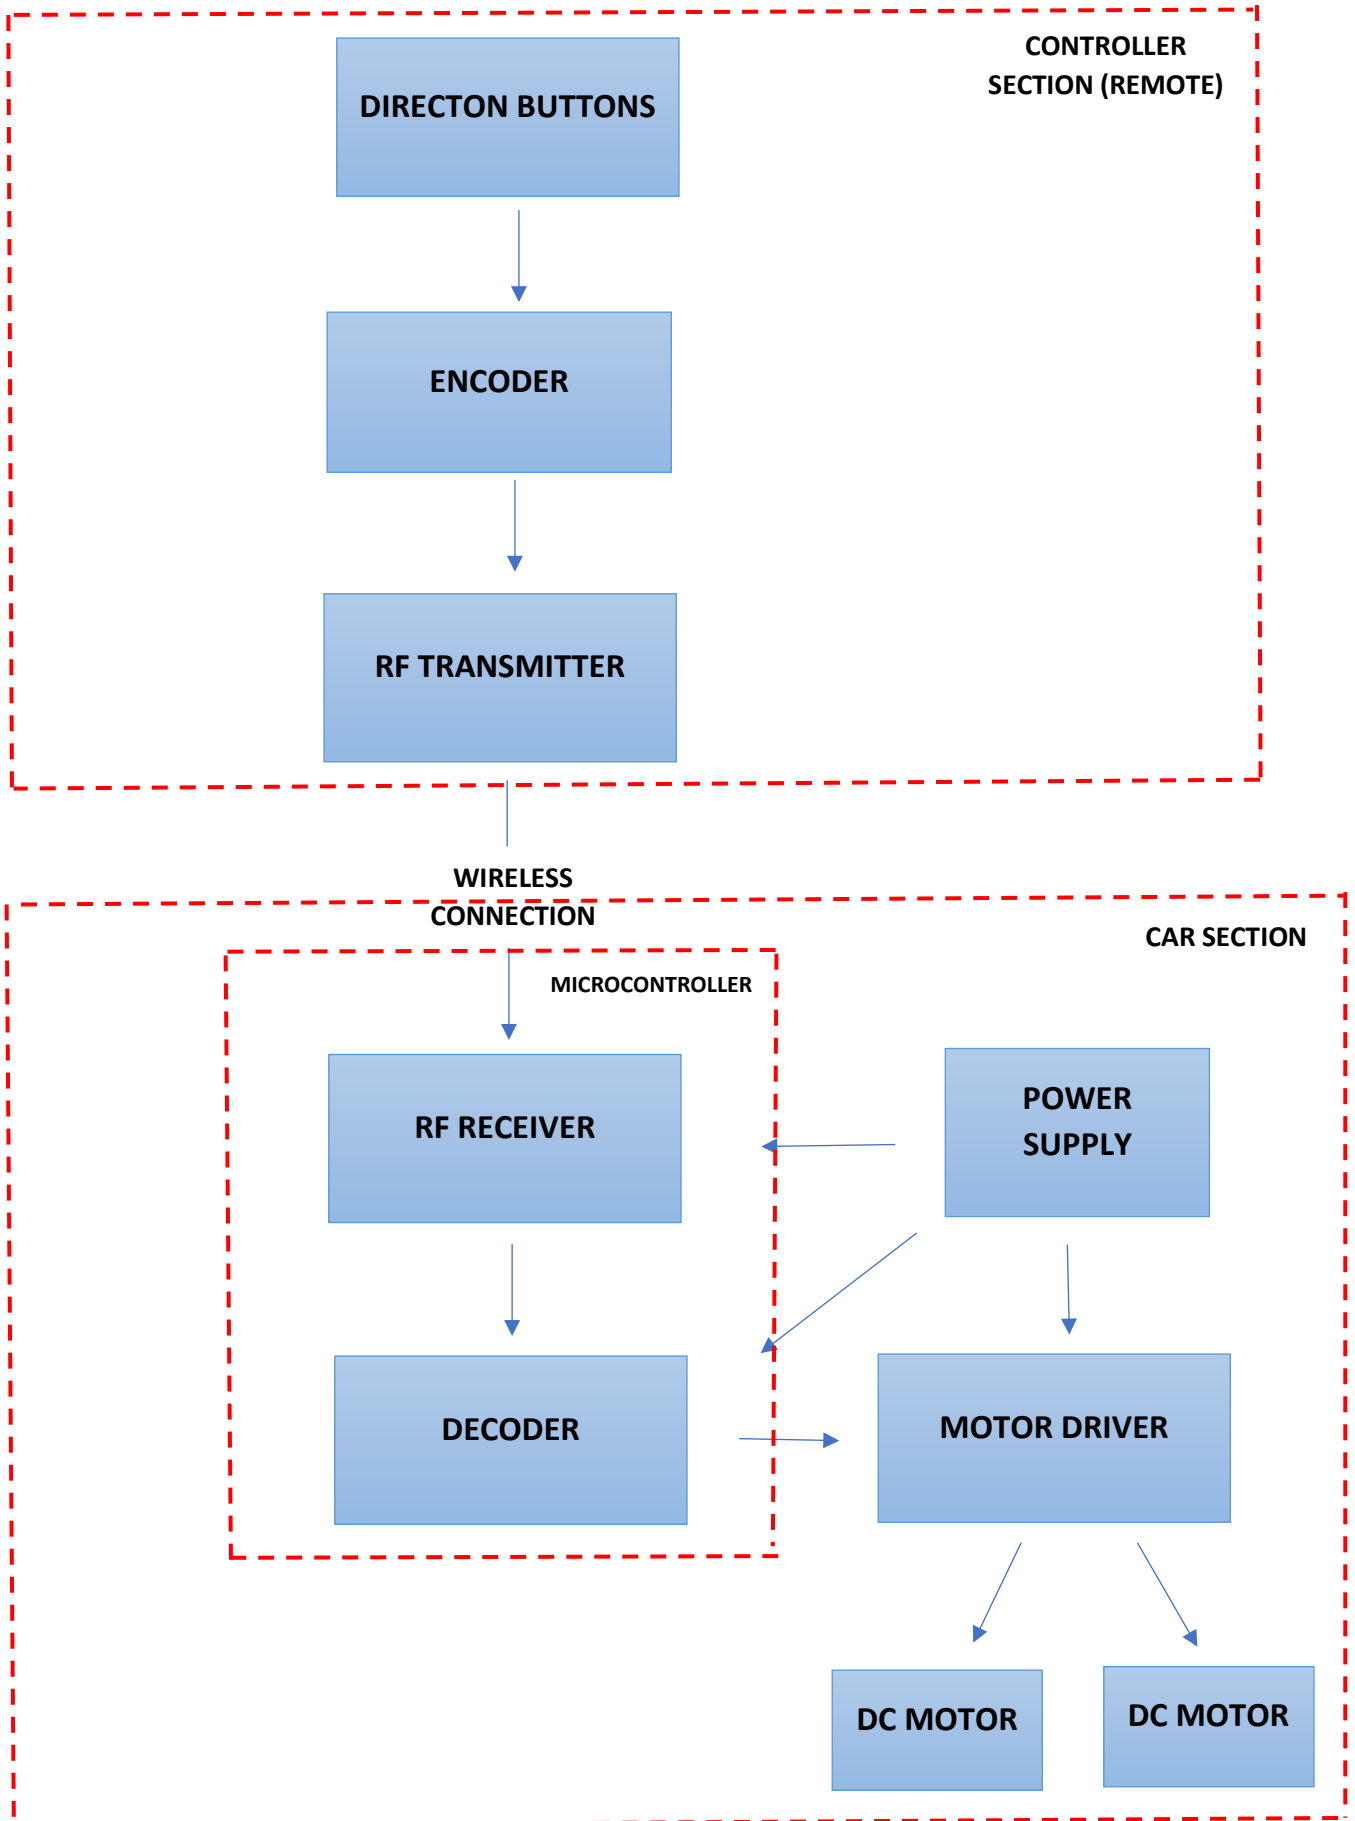 CONTROLLER
SECTION (REMOTE)
DIRECTON BUTTONS
ENCODER
RF TRANSMITTER
WIRELESS
CONNECTION
CAR SECTION
MICROCONTROLLER
RF RECEIVER
POWER
SUPPLY
DECODER
MOTOR DRIVER
DC MOTOR
DC MOTOR